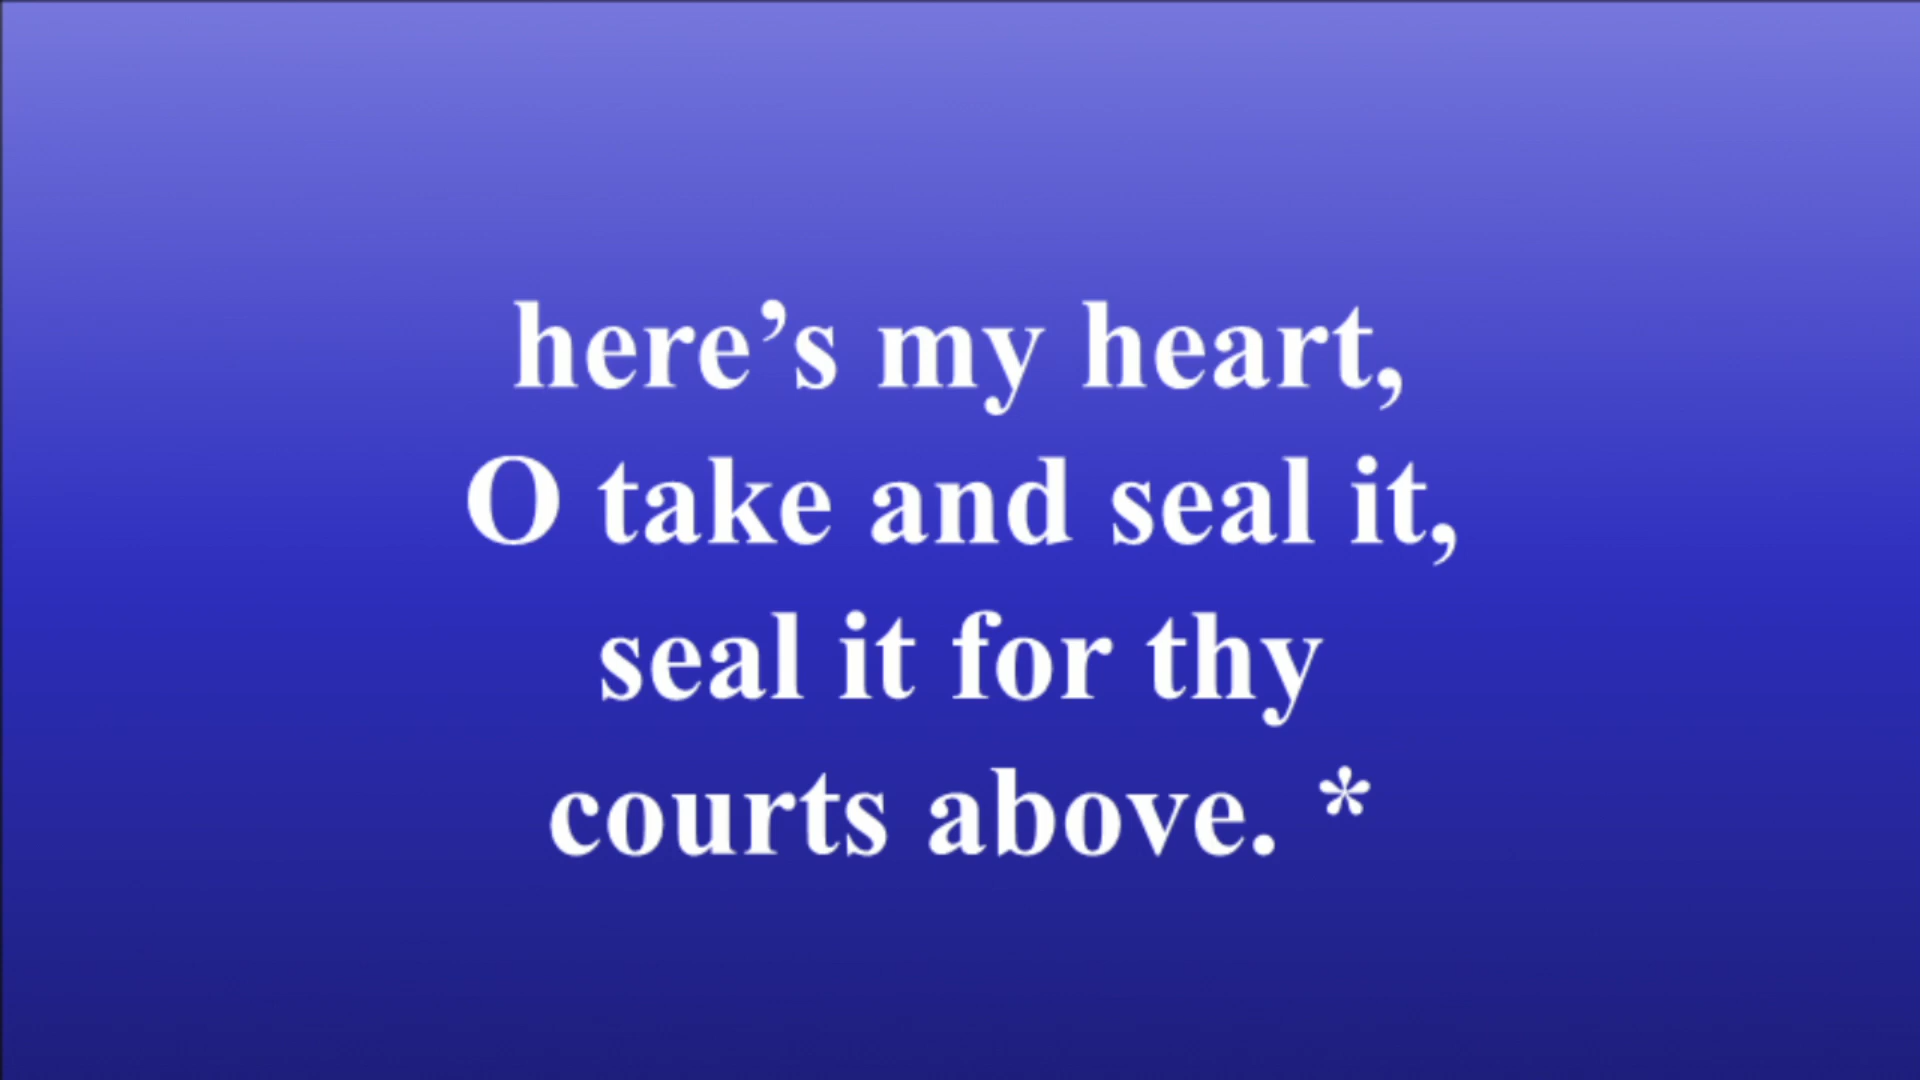 here’s my heart,
O take and seal it,
seal it for thy
courts above. *